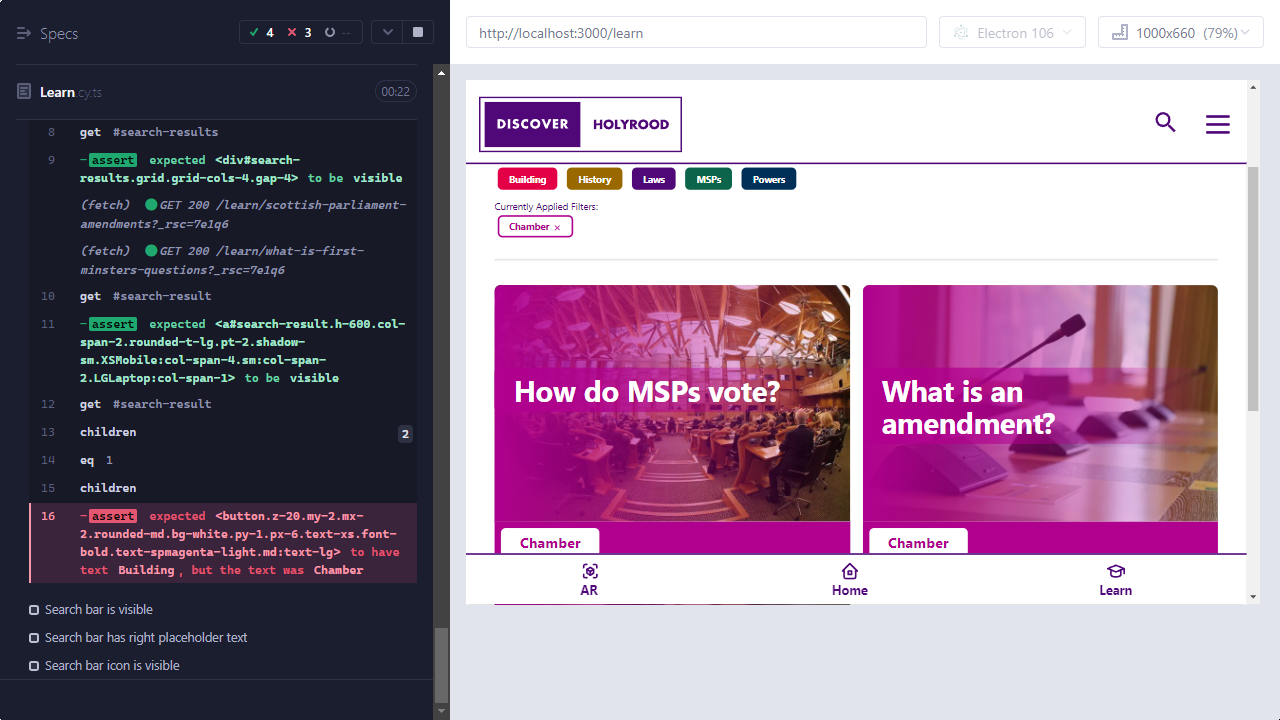 Specs
4
3
--
Learn.cy.ts
00:22
8 get #search-results
9 -assert expected <div#search-
results.grid.grid-cols-4.gap-4> to be visible
(fetch) GET 200 /learn/scottish-parliament-
amendments?_rsc=7e1q6
(fetch) GET 200 /learn/what-is-first-
minsters-questions?_rsc=7e1q6
10 get #search-result
11 -assert expected <a#search-result.h-600.col-
span-2.rounded-t-lg.pt-2.shadow-
sm.XSMobile:col-span-4.sm:col-span-
2.LGLaptop:col-span-1> to be visible
12 get #search-result
13 children 2
14 eq 1
15 children
16 -assert expected <button.z-20.my-2.mx-
2.rounded-md.bg-white.py-1.px-6.text-xs.font-
bold.text-spmagenta-light.md:text-lg> to have
text Building, but the text was Chamber
Search bar is visible
Search bar has right placeholder text
Search bar icon is visible
http://localhost:3000/learn
Electron 106
1000x660 (79%)
DISCOVER HOLYROOD
Building History Laws MSPs Powers
Currently Applied Filters:
Chamber ×
How do MSPs vote?
What is an
amendment?
Chamber
Chamber
AR
Home
Learn